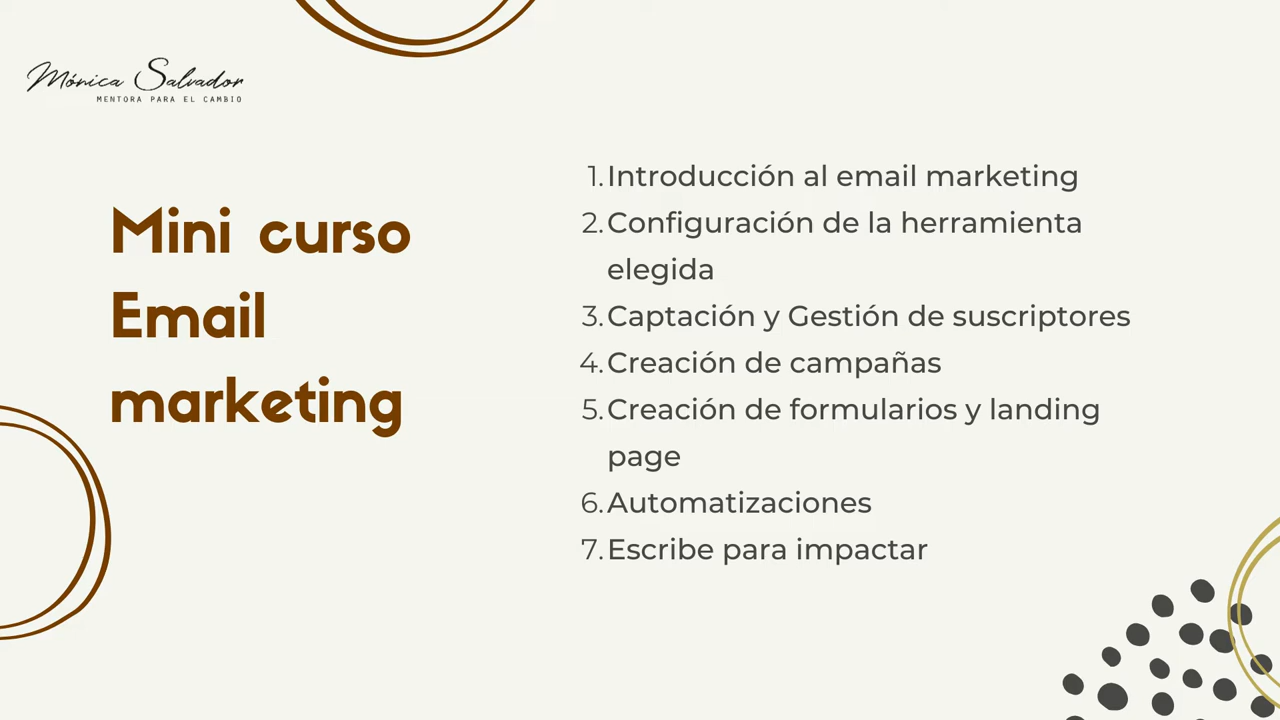 Mónica Salvador
MENTORA PARA EL CAMBIO
Mini curso
Email
marketing
1. Introducción al email marketing
2. Configuración de la herramienta
elegida
3. Captación y Gestión de suscriptores
4. Creación de campañas
5. Creación de formularios y landing
page
6. Automatizaciones
7. Escribe para impactar